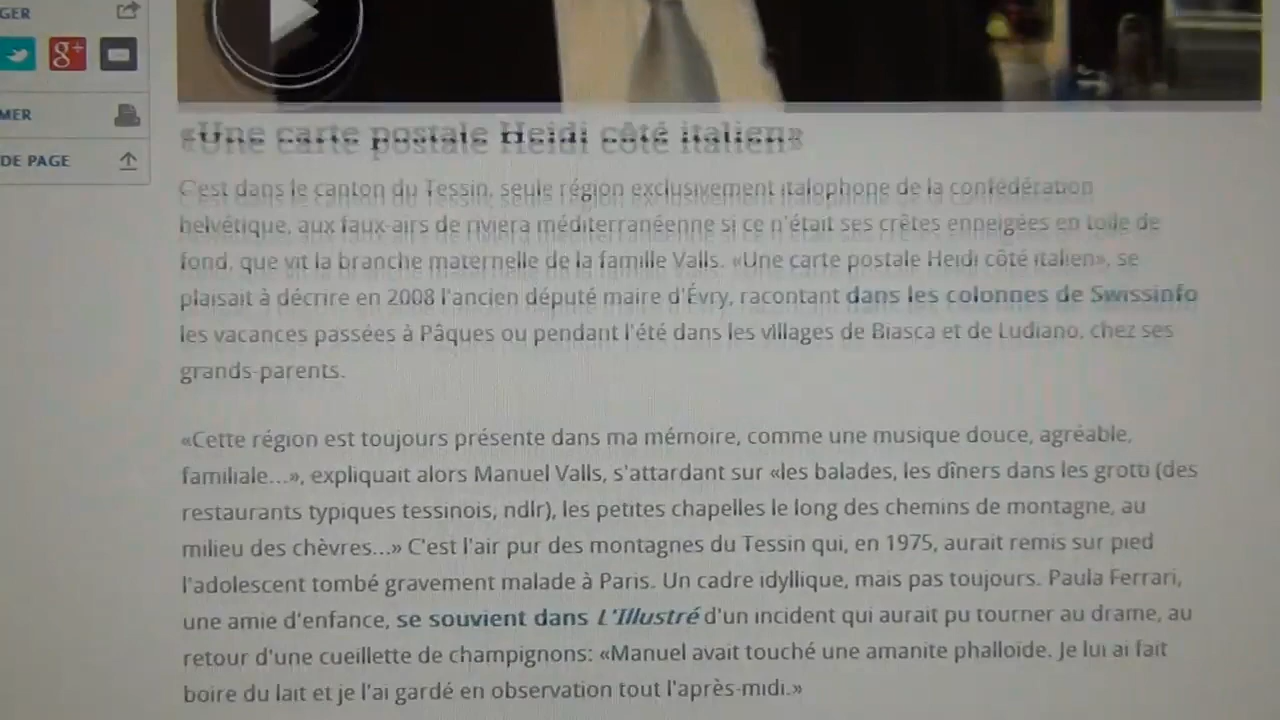 GER
g+
MER
DE PAGE
«Une carte postale Heidi côté italien»
C'est dans le canton du Tessin, seule région exclusivement italophone de la confédération
helvétique, aux faux-airs de riviera méditerranéenne si ce n'était ses crêtes enneigées en toile de
fond, que vit la branche maternelle de la famille Valls. «Une carte postale Heidi côté italien», se
plaisait à décrire en 2008 l'ancien député maire d'Évry, racontant dans les colonnes de Swissinfo
les vacances passées à Pâques ou pendant l'été dans les villages de Biasca et de Ludiano, chez ses
grands-parents.
«Cette région est toujours présente dans ma mémoire, comme une musique douce, agréable,
familiale...», expliquait alors Manuel Valls, s'attardant sur «les balades, les dîners dans les grotti (des
restaurants typiques tessinois, ndlr), les petites chapelles le long des chemins de montagne, au
milieu des chèvres...» C'est l'air pur des montagnes du Tessin qui, en 1975, aurait remis sur pied
l'adolescent tombé gravement malade à Paris. Un cadre idyllique, mais pas toujours. Paula Ferrari,
une amie d'enfance, se souvient dans L'Illustré d'un incident qui aurait pu tourner au drame, au
retour d'une cueillette de champignons: «Manuel avait touché une amanite phalloïde. Je lui ai fait
boire du lait et je l'ai gardé en observation tout l'après-midi.»